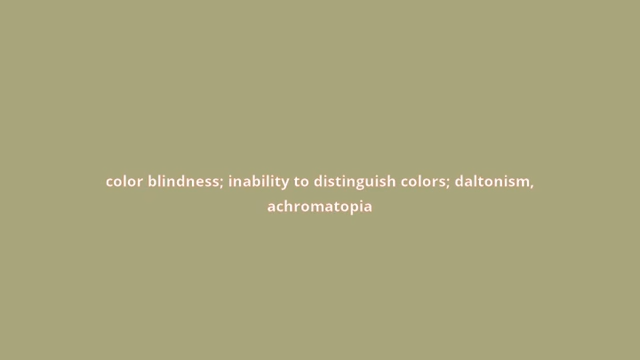 color blindness; inability to distinguish colors; daltonism,
achromatopia